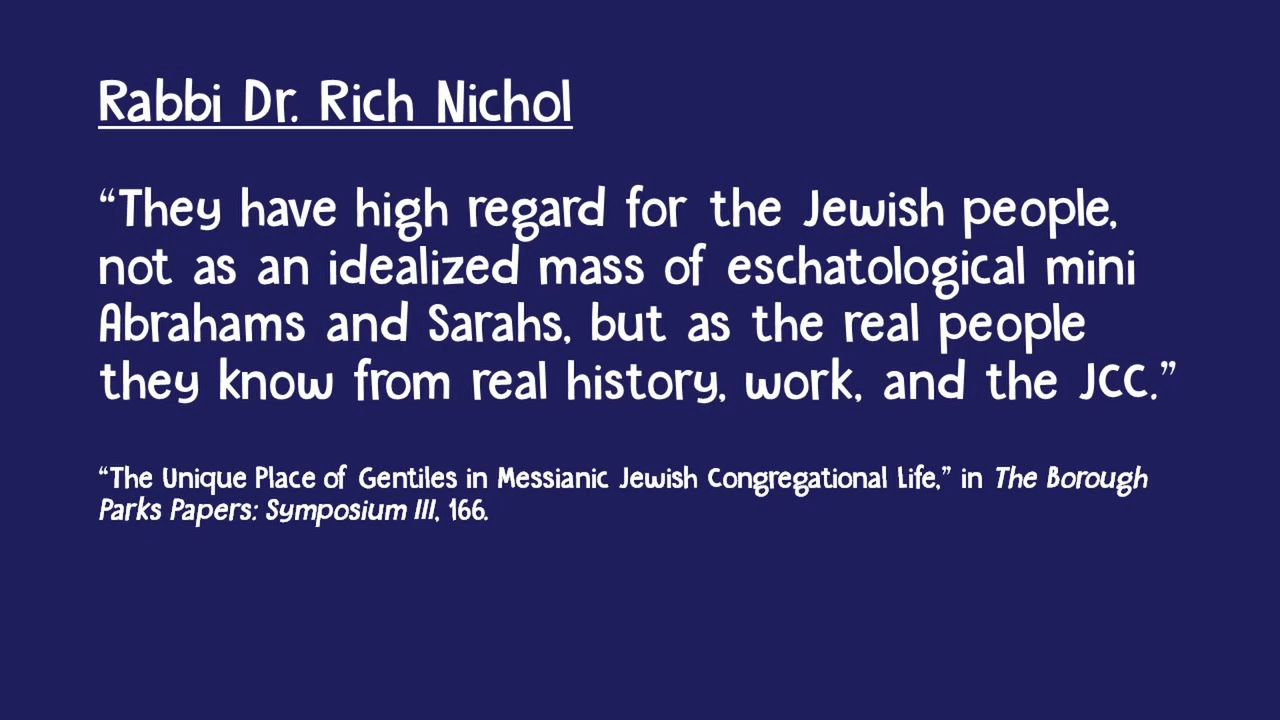 Rabbi Dr. Rich Nichol
“They have high regard for the Jewish people,
not as an idealized mass of eschatological mini
Abrahams and Sarahs, but as the real people
they know from real history, work, and the JCC.”
“The Unique Place of Gentiles in Messianic Jewish Congregational Life,” in The Borough
Parks Papers: Symposium III, 166.